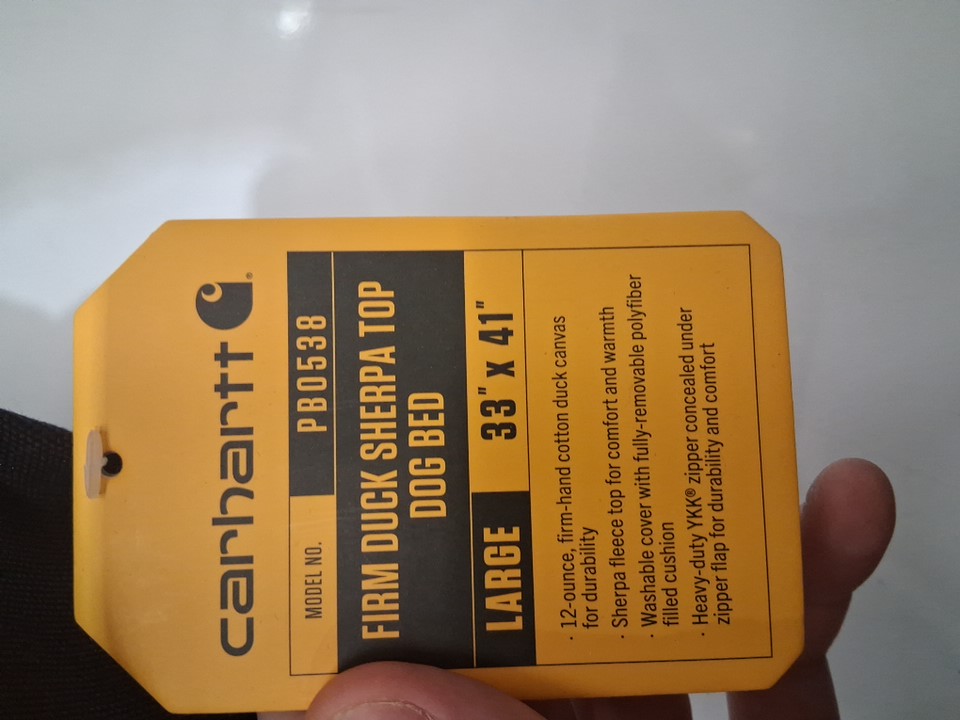 carhartt®
MODEL NO. PB0538
FIRM DUCK SHERPA TOP
DOG BED
LARGE 33" x 41"
· 12-ounce, firm-hand cotton duck canvas
for durability
· Sherpa fleece top for comfort and warmth
· Washable cover with fully-removable polyfiber
filled cushion
· Heavy-duty YKK® zipper concealed under
zipper flap for durability and comfort